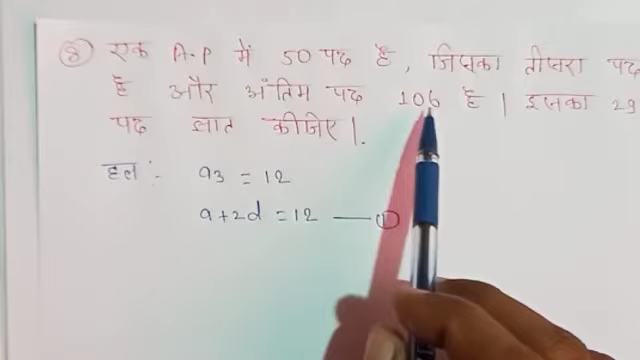 ⑧ एक A.P में 50 पद है, जिसका तीसरा पद
है और अंतिम पद 106 है। इसका 29
पद ज्ञात कीजिए।.
हल :- a3 = 12
a+2d = 12 — ①